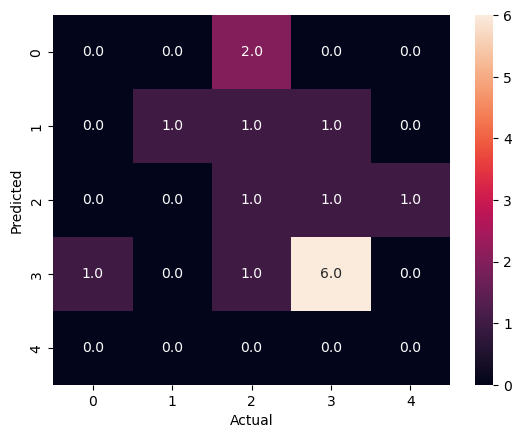 0 0.0 0.0 2.0 0.0 0.0
1 0.0 1.0 1.0 1.0 0.0
2 0.0 0.0 1.0 1.0 1.0
3 1.0 0.0 1.0 6.0 0.0
4 0.0 0.0 0.0 0.0 0.0
0 1 2 3 4
Predicted
Actual
6
5
4
3
2
1
0